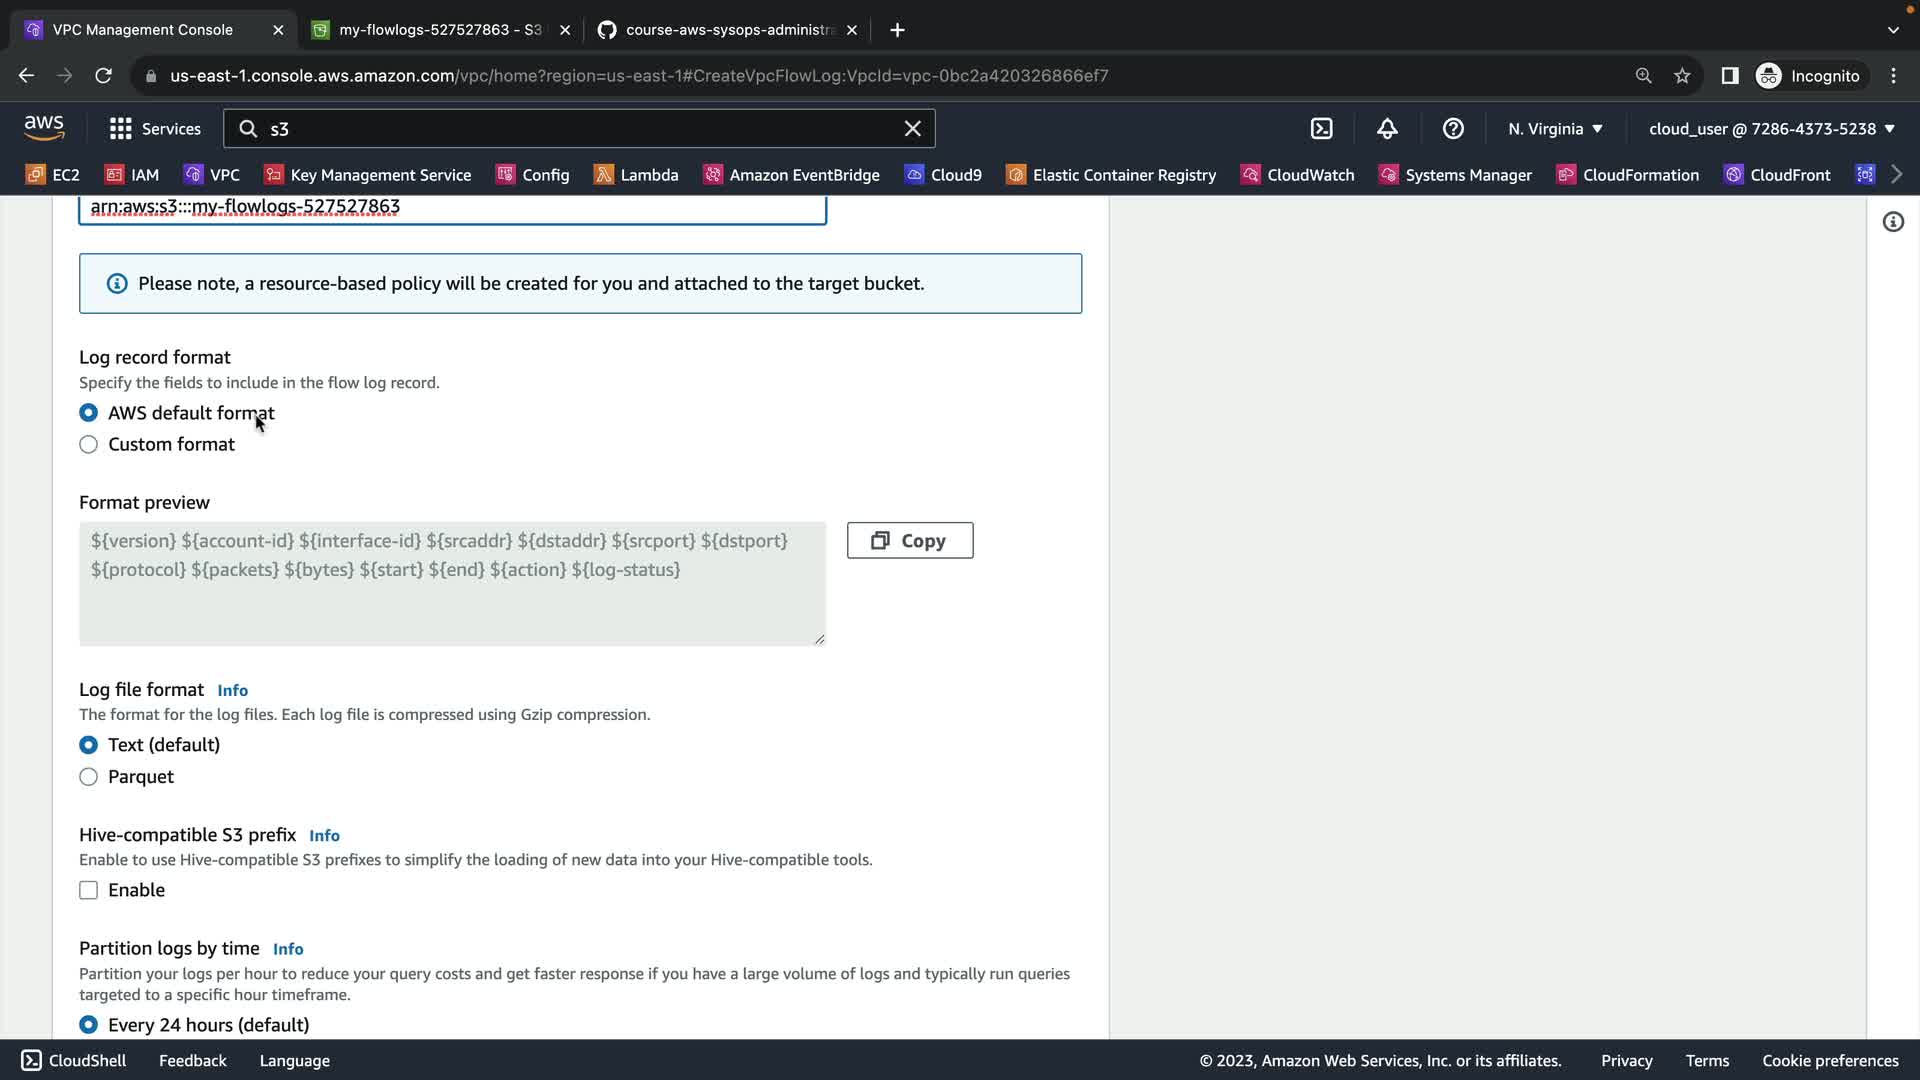 VPC Management Console
my-flowlogs-527527863 - S3
course-aws-sysops-administra
us-east-1.console.aws.amazon.com/vpc/home?region=us-east-1#CreateVpcFlowLog:VpcId=vpc-0bc2a420326866ef7
Incognito
aws
Services
s3
N. Virginia
cloud_user @ 7286-4373-5238
EC2
IAM
VPC
Key Management Service
Config
Lambda
Amazon EventBridge
Cloud9
Elastic Container Registry
CloudWatch
Systems Manager
CloudFormation
CloudFront
arn:aws:s3:::my-flowlogs-527527863
Please note, a resource-based policy will be created for you and attached to the target bucket.
Log record format
Specify the fields to include in the flow log record.
AWS default format
Custom format
Format preview
${version} ${account-id} ${interface-id} ${srcaddr} ${dstaddr} ${srcport} ${dstport}
${protocol} ${packets} ${bytes} ${start} ${end} ${action} ${log-status}
Copy
Log file format Info
The format for the log files. Each log file is compressed using Gzip compression.
Text (default)
Parquet
Hive-compatible S3 prefix Info
Enable to use Hive-compatible S3 prefixes to simplify the loading of new data into your Hive-compatible tools.
Enable
Partition logs by time Info
Partition your logs per hour to reduce your query costs and get faster response if you have a large volume of logs and typically run queries
targeted to a specific hour timeframe.
Every 24 hours (default)
CloudShell
Feedback
Language
© 2023, Amazon Web Services, Inc. or its affiliates.
Privacy
Terms
Cookie preferences